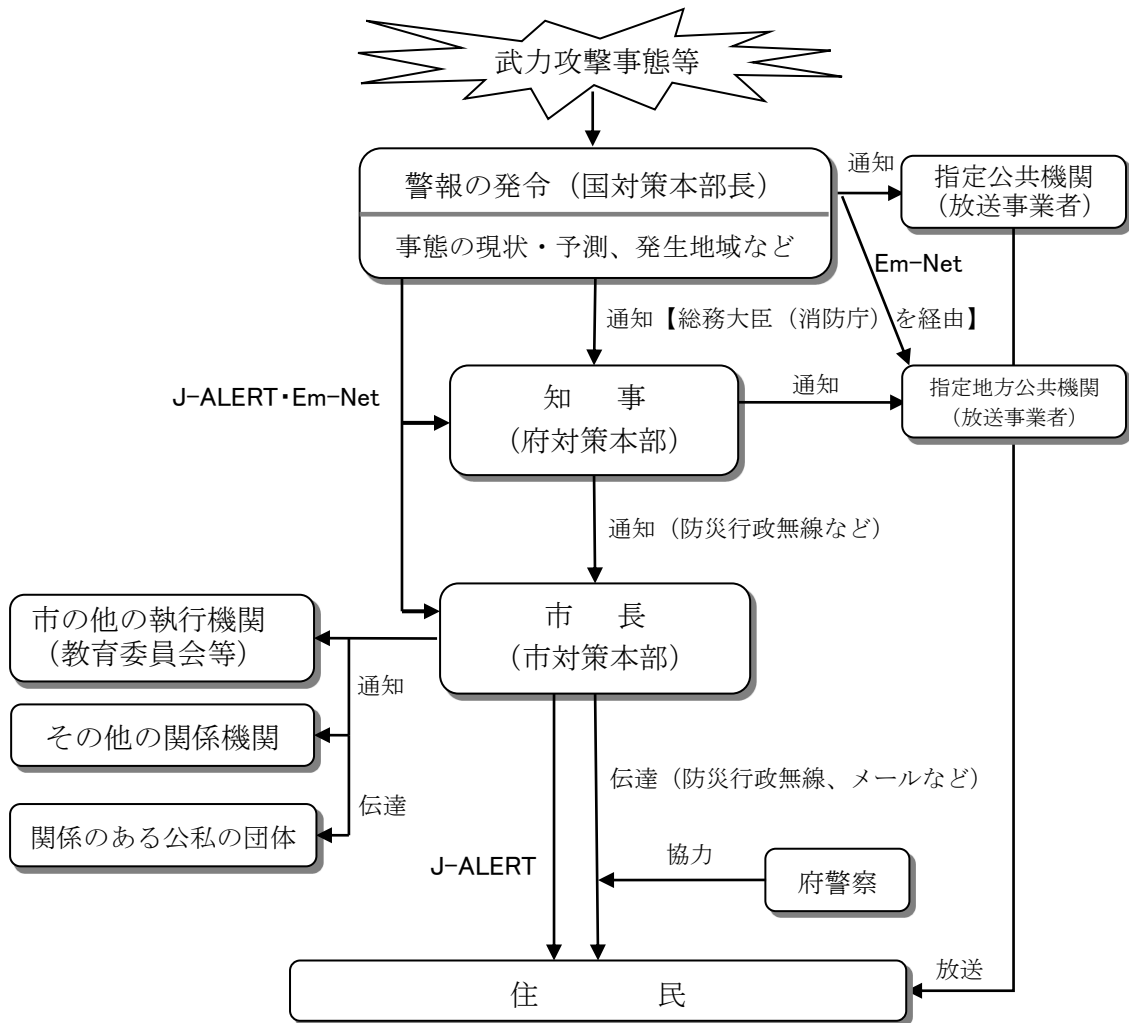 武力攻撃事態等
警報の発令（国対策本部長）
事態の現状・予測、発生地域など
通知
指定公共機関
（放送事業者）
Em-Net
通知【総務大臣（消防庁）を経由】
J-ALERT・Em-Net
知　事
（府対策本部）
通知
指定地方公共機関
（放送事業者）
通知（防災行政無線など）
市　長
（市対策本部）
市の他の執行機関
（教育委員会等）
通知
その他の関係機関
伝達
関係のある公私の団体
伝達（防災行政無線、メールなど）
J-ALERT
協力
府警察
放送
住　民